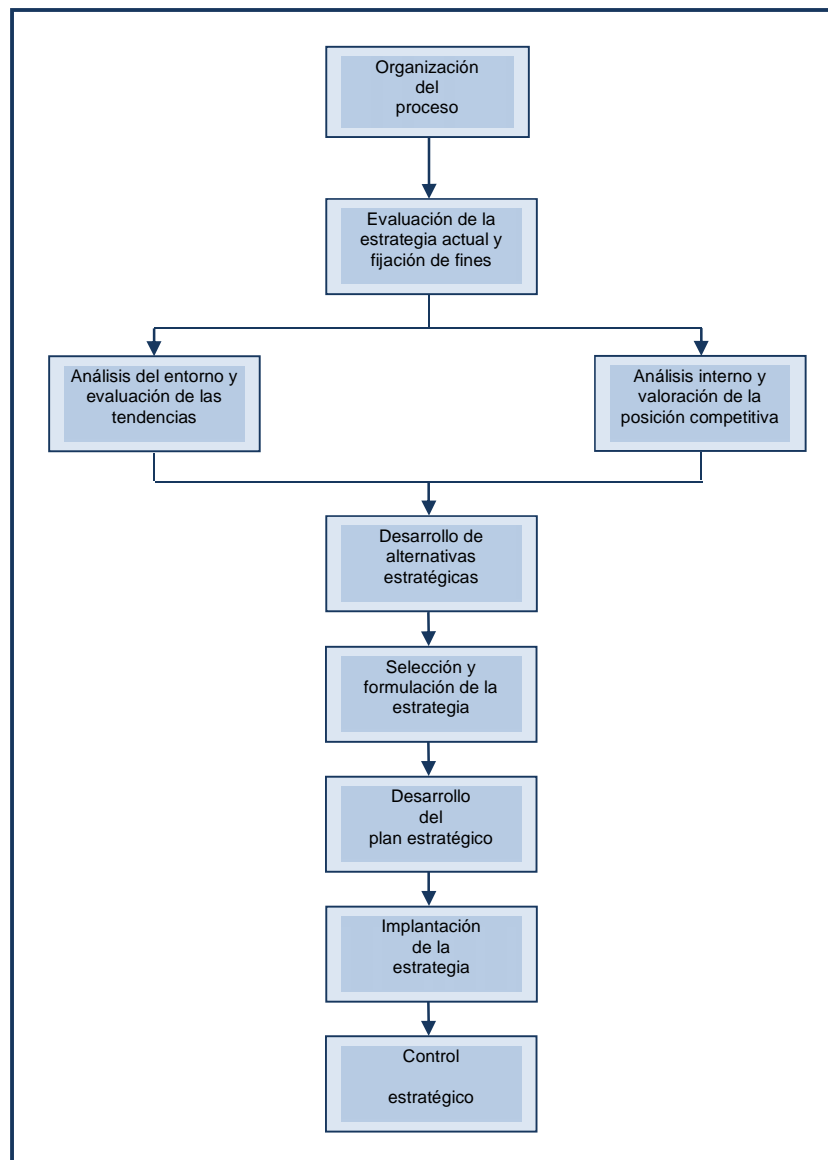 Organización
del
proceso
Evaluación de la
estrategia actual y
fijación de fines
Análisis del entorno y
evaluación de las
tendencias
Análisis interno y
valoración de la
posición competitiva
Desarrollo de
alternativas
estratégicas
Selección y
formulación de la
estrategia
Desarrollo
del
plan estratégico
Implantación
de la
estrategia
Control
estratégico